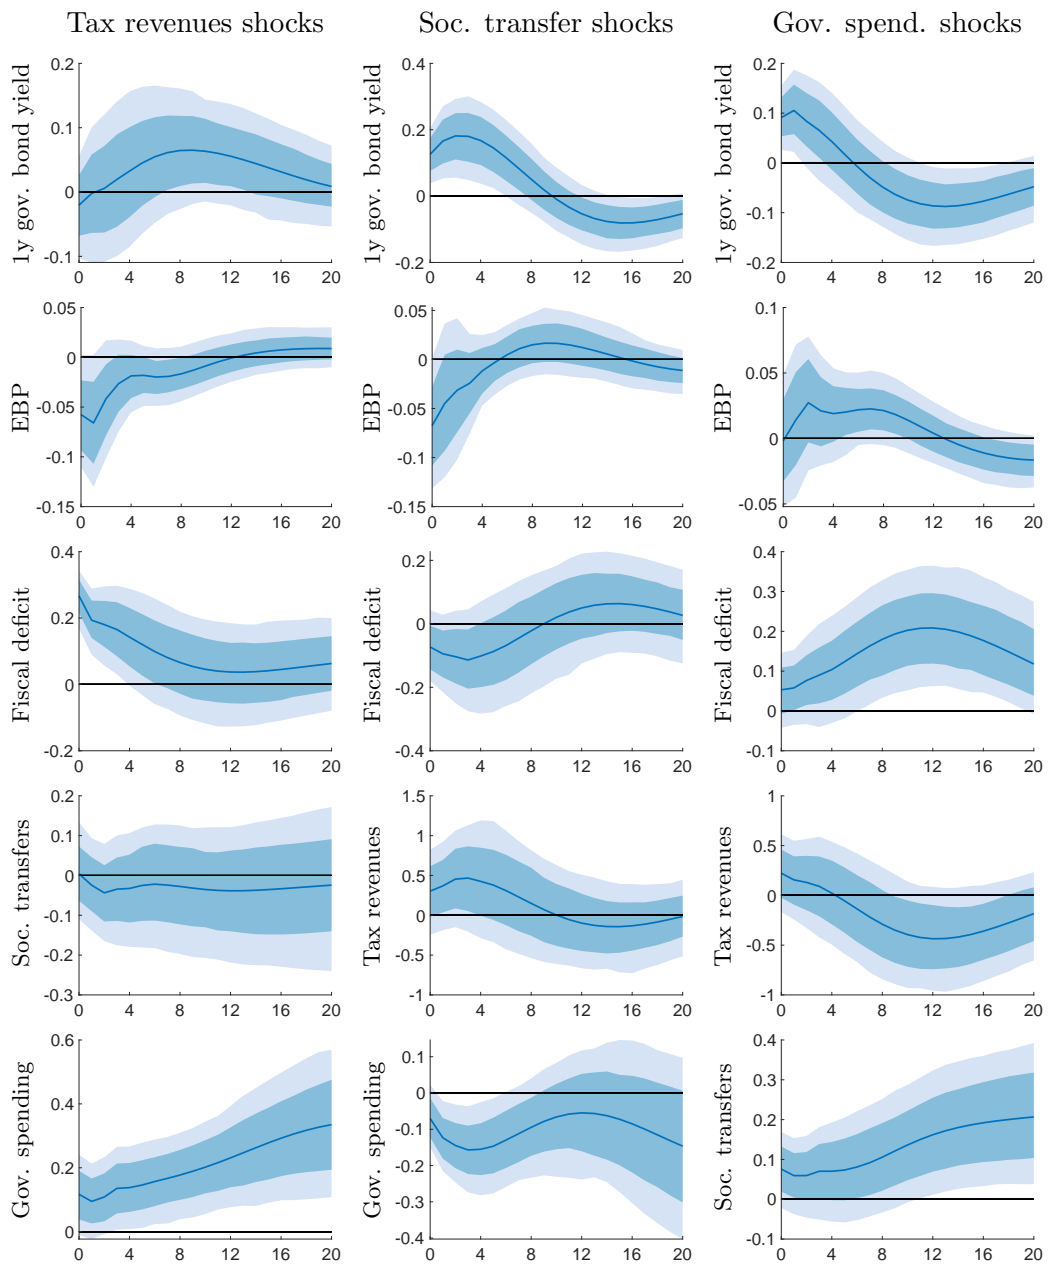 Tax revenues shocks
Soc. transfer shocks
Gov. spend. shocks
1y gov. bond yield
0.2
0.1
0
-0.1
0 4 8 12 16 20
1y gov. bond yield
0.4
0.2
0
-0.2
0 4 8 12 16 20
1y gov. bond yield
0.2
0.1
0
-0.1
-0.2
0 4 8 12 16 20
EBP
0.05
0
-0.05
-0.1
-0.15
0 4 8 12 16 20
EBP
0.05
0
-0.05
-0.1
-0.15
0 4 8 12 16 20
EBP
0.1
0.05
0
-0.05
0 4 8 12 16 20
Fiscal deficit
0.4
0.2
0
-0.2
0 4 8 12 16 20
Fiscal deficit
0.2
0
-0.2
-0.4
0 4 8 12 16 20
Fiscal deficit
0.4
0.3
0.2
0.1
0
-0.1
0 4 8 12 16 20
Soc. transfers
0.2
0.1
0
-0.1
-0.2
-0.3
0 4 8 12 16 20
Tax revenues
1.5
1
0.5
0
-0.5
-1
0 4 8 12 16 20
Tax revenues
1
0.5
0
-0.5
-1
0 4 8 12 16 20
Gov. spending
0.6
0.4
0.2
0
0 4 8 12 16 20
Gov. spending
0.1
0
-0.1
-0.2
-0.3
-0.4
0 4 8 12 16 20
Soc. transfers
0.4
0.3
0.2
0.1
0
-0.1
0 4 8 12 16 20